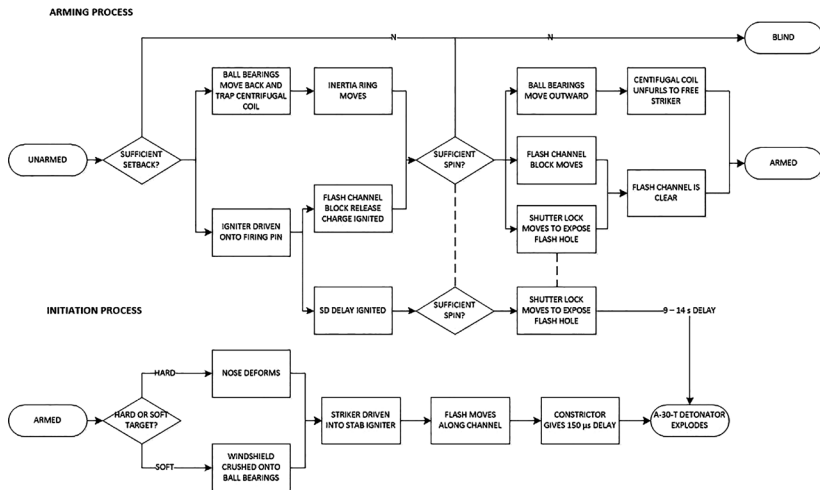 ARMING PROCESS
N
N
BLIND
BALL BEARINGS
MOVE BACK AND
TRAP CENTRIFUGAL
COIL
INERTIA RING
MOVES
BALL BEARINGS
MOVE OUTWARD
CENTIFUGAL COIL
UNFURLS TO FREE
STRIKER
UNARMED
SUFFICIENT
SETBACK?
SUFFICIENT
SPIN?
FLASH CHANNEL
BLOCK MOVES
ARMED
IGNITER DRIVEN
ONTO FIRING PIN
FLASH CHANNEL
BLOCK RELEASE
CHARGE IGNITED
FLASH CHANNEL IS
CLEAR
SHUTTER LOCK
MOVES TO EXPOSE
FLASH HOLE
INITIATION PROCESS
SD DELAY IGNITED
SUFFICIENT
SPIN?
SHUTTER LOCK
MOVES TO EXPOSE
FLASH HOLE
9 – 14 s DELAY
ARMED
HARD OR SOFT
TARGET?
HARD
NOSE DEFORMS
SOFT
WINDSHIELD
CRUSHED ONTO
BALL BEARINGS
STRIKER DRIVEN
INTO STAB IGNITER
FLASH MOVES
ALONG CHANNEL
CONSTRICTOR
GIVES 150 µs DELAY
A-30-T DETONATOR
EXPLODES